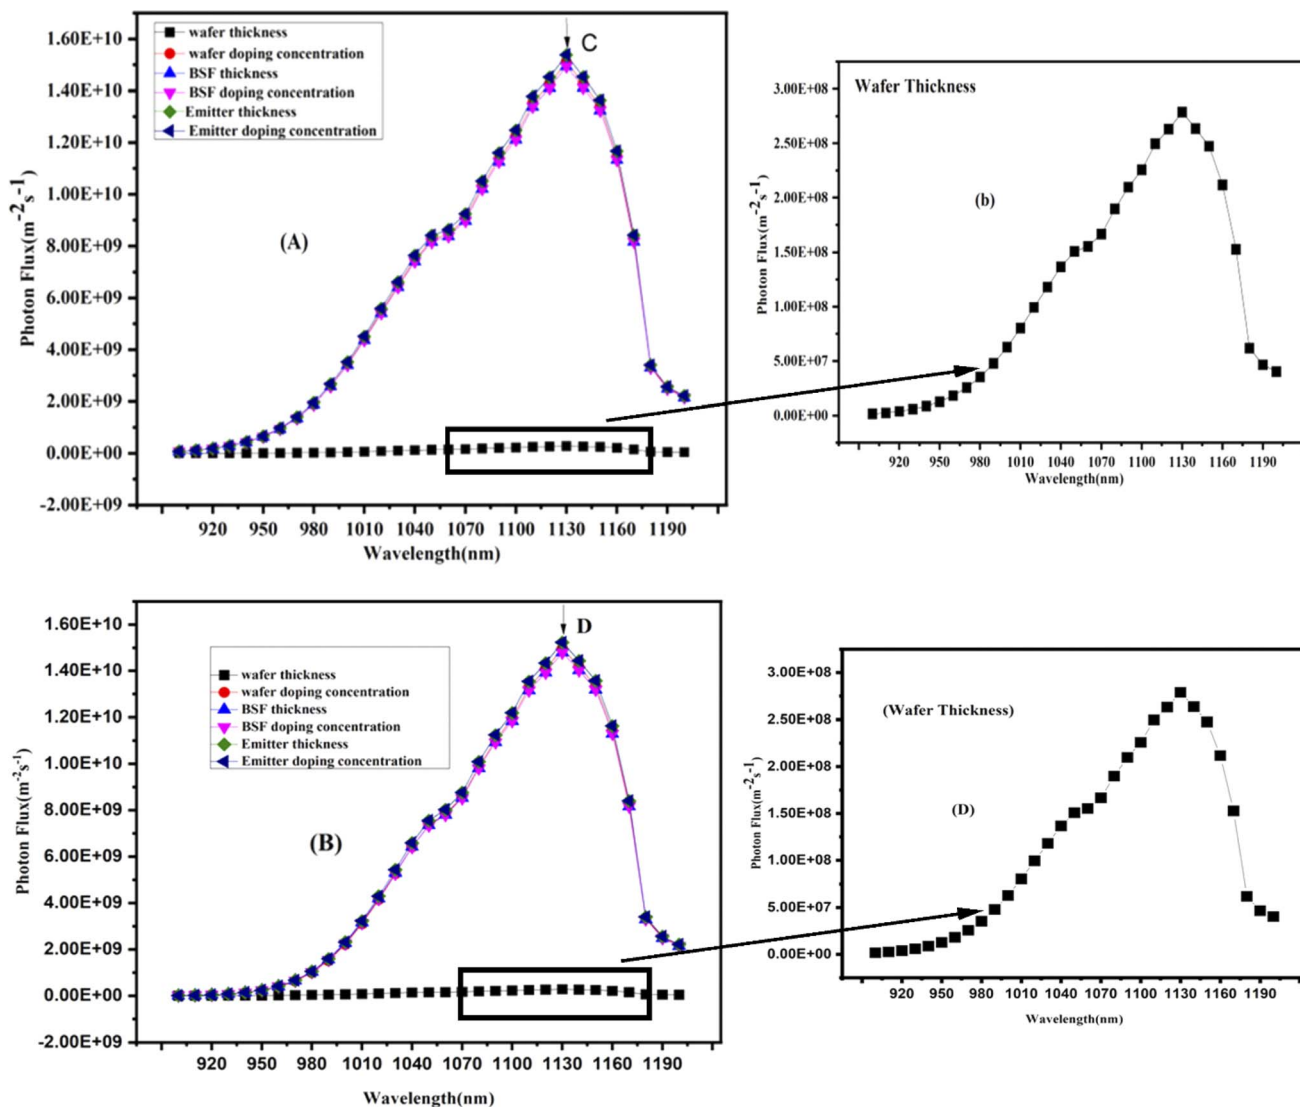 wafer thickness
wafer doping concentration
BSF thickness
BSF doping concentration
Emitter thickness
Emitter doping concentration
C
(A)
Photon Flux(m-2s-1)
1.60E+10
1.40E+10
1.20E+10
1.00E+10
8.00E+09
6.00E+09
4.00E+09
2.00E+09
0.00E+00
-2.00E+09
920 950 980 1010 1040 1070 1100 1130 1160 1190
Wavelength(nm)
Wafer Thickness
(b)
Photon Flux(m-2s-1)
3.00E+08
2.50E+08
2.00E+08
1.50E+08
1.00E+08
5.00E+07
0.00E+00
920 950 980 1010 1040 1070 1100 1130 1160 1190
Wavelength(nm)
wafer thickness
wafer doping concentration
BSF thickness
BSF doping concentration
Emitter thickness
Emitter doping concentration
D
(B)
Photon Flux(m-2s-1)
1.60E+10
1.40E+10
1.20E+10
1.00E+10
8.00E+09
6.00E+09
4.00E+09
2.00E+09
0.00E+00
-2.00E+09
920 950 980 1010 1040 1070 1100 1130 1160 1190
Wavelength(nm)
(Wafer Thickness)
(D)
Photon Flux(m-2s-1)
3.00E+08
2.50E+08
2.00E+08
1.50E+08
1.00E+08
5.00E+07
0.00E+00
920 950 980 1010 1040 1070 1100 1130 1160 1190
Wavelength(nm)